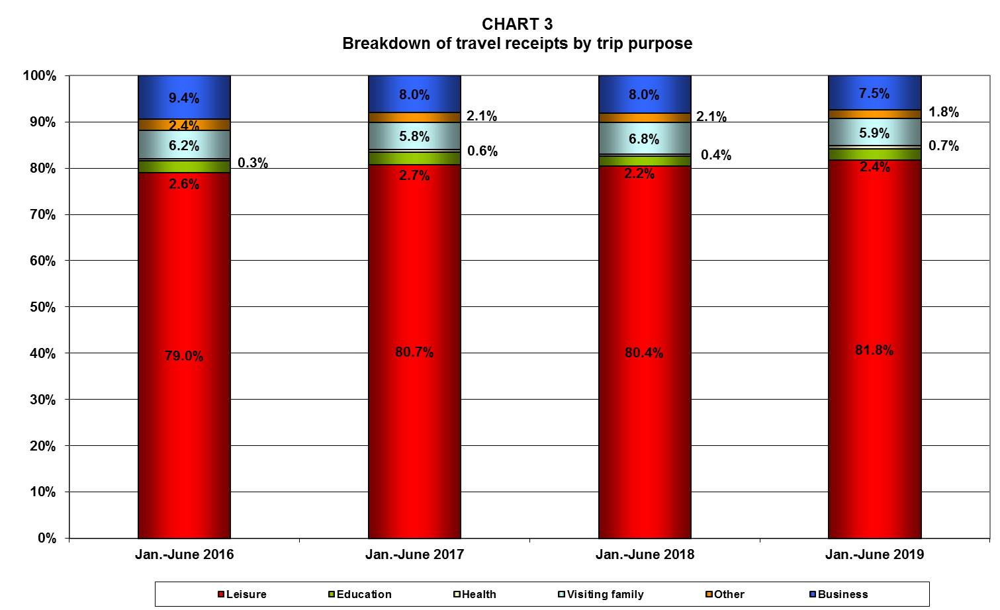 CHART 3
Breakdown of travel receipts by trip purpose
100%
90%
80%
70%
60%
50%
40%
30%
20%
10%
0%
9.4%
2.4%
6.2%
0.3%
2.6%
79.0%
8.0%
2.1%
5.8%
0.6%
2.7%
80.7%
8.0%
2.1%
6.8%
0.4%
2.2%
80.4%
7.5%
1.8%
5.9%
0.7%
2.4%
81.8%
Jan.-June 2016
Jan.-June 2017
Jan.-June 2018
Jan.-June 2019
Leisure
Education
Health
Visiting family
Other
Business